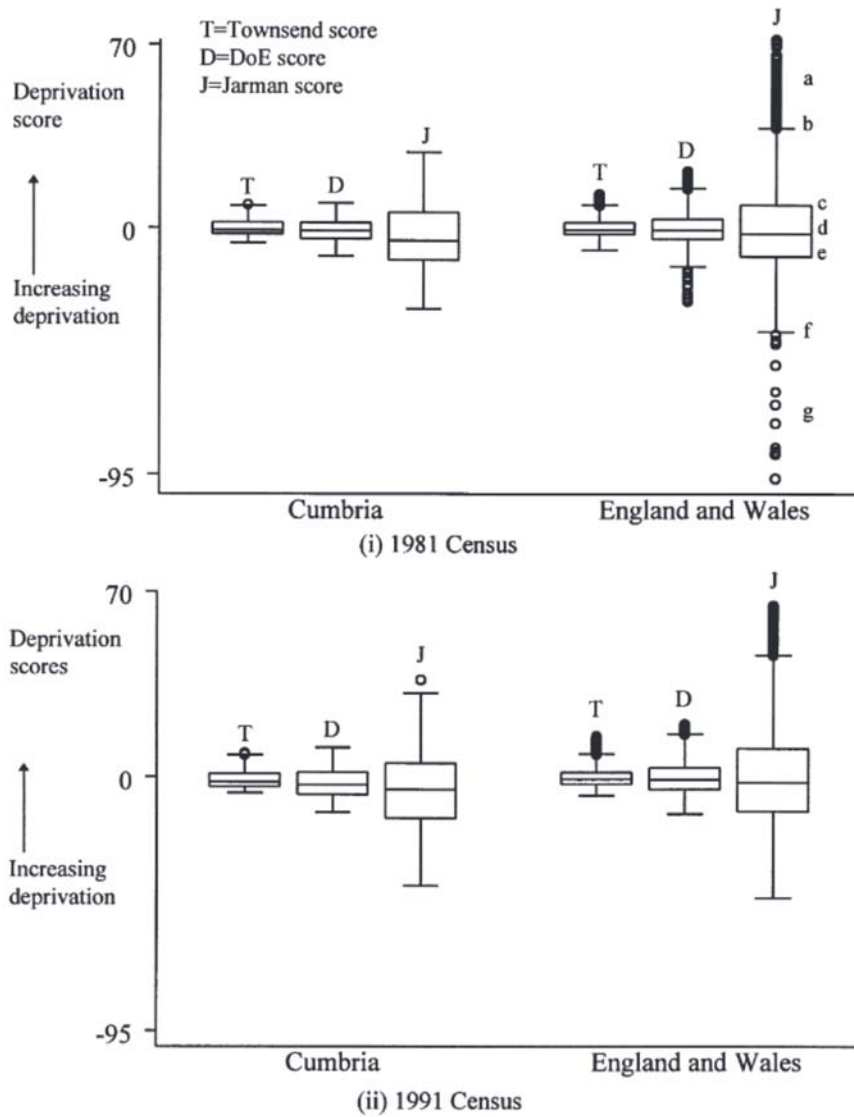 J
70
T=Townsend score
D=DoE score
J=Jarman score
a
Deprivation
score
b
J
D
T
T
D
c
0
d
e
Increasing
deprivation
f
g
-95
Cumbria
England and Wales
(i) 1981 Census
J
70
Deprivation
scores
J
T
D
T
D
0
Increasing
deprivation
-95
Cumbria
England and Wales
(ii) 1991 Census